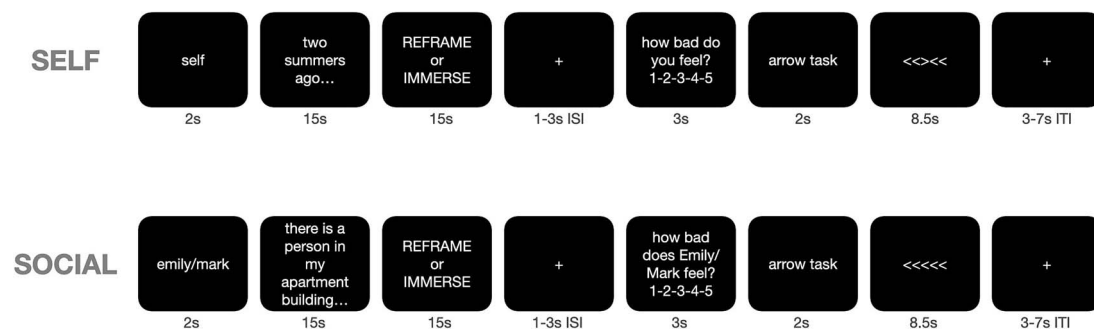 SELF
self
two
summers
ago...
REFRAME
or
IMMERSE
+
how bad do
you feel?
1-2-3-4-5
arrow task
<<><<
+
2s
15s
15s
1-3s ISI
3s
2s
8.5s
3-7s ITI
SOCIAL
emily/mark
there is a
person in
my
apartment
building...
REFRAME
or
IMMERSE
+
how bad
does Emily/
Mark feel?
1-2-3-4-5
arrow task
<<<<<
+
2s
15s
15s
1-3s ISI
3s
2s
8.5s
3-7s ITI